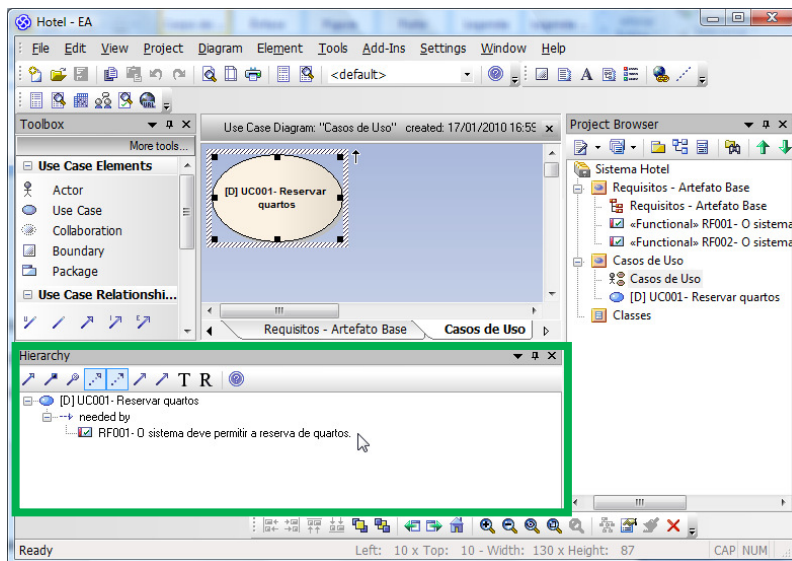 Hotel - EA
File Edit View Project Diagram Element Tools Add-Ins Settings Window Help
<default>
A
Toolbox
More tools...
Use Case Elements
Actor
Use Case
Collaboration
Boundary
Package
Use Case Relationshi...
Use Case Diagram: "Casos de Uso" created: 17/01/2010 16:55
[D] UC001- Reservar
quartos
Requisitos - Artefato Base
Casos de Uso
Project Browser
Sistema Hotel
Requisitos - Artefato Base
Requisitos - Artefato Base
«Functional» RF001- O sistema
«Functional» RF002- O sistema
Casos de Uso
Casos de Uso
[D] UC001- Reservar quartos
Classes
Hierarchy
T R
[D] UC001- Reservar quartos
needed by
RF001- O sistema deve permitir a reserva de quartos.
Ready
Left: 10 x Top: 10 - Width: 130 x Height: 87
CAP NUM